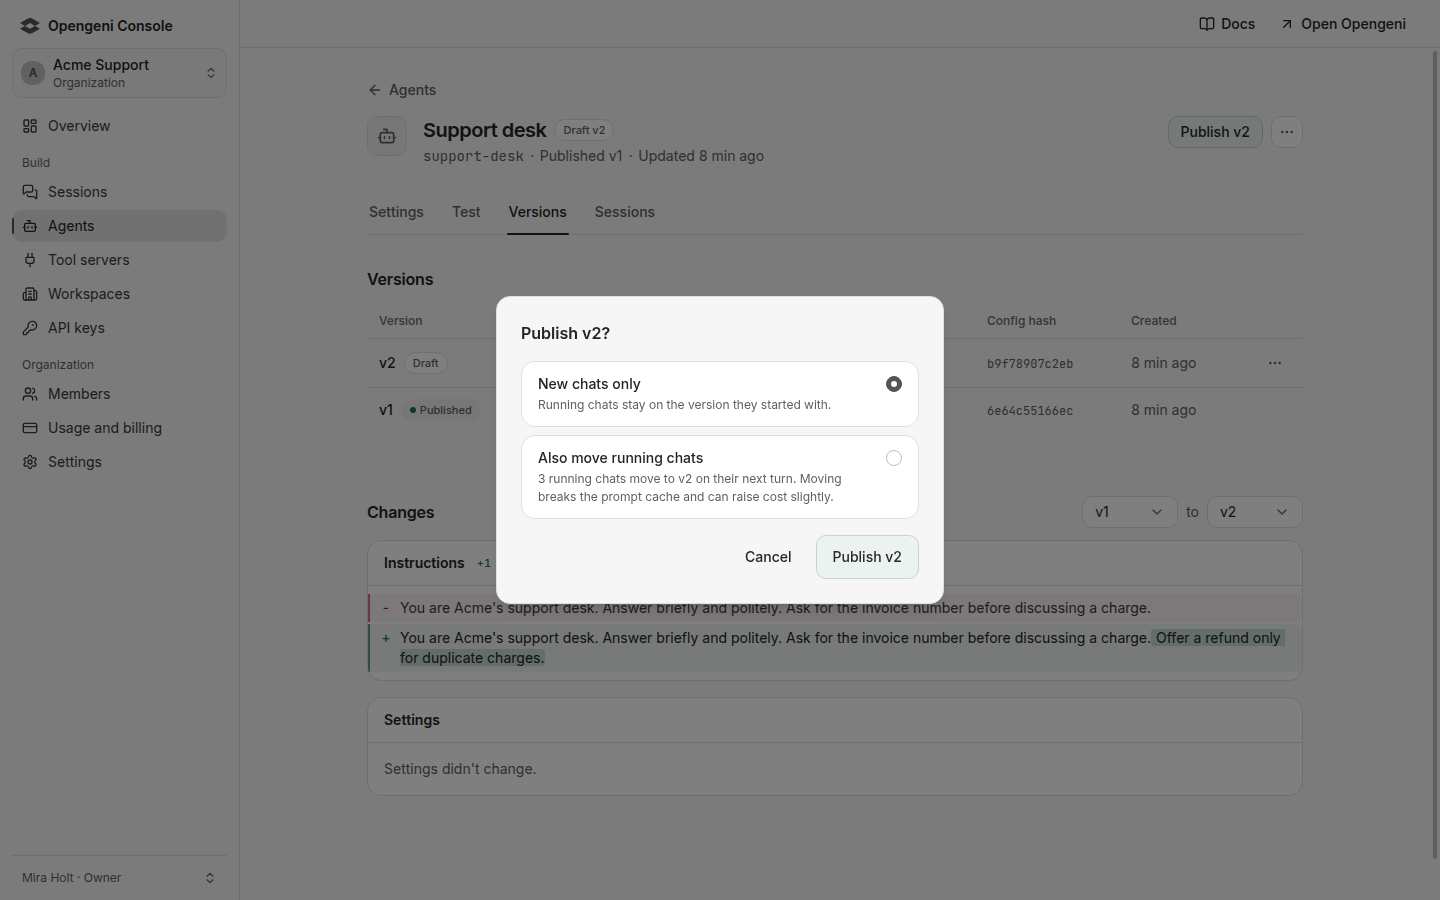 Opengeni Console
Docs
Open Opengeni
A
Acme Support
Organization
Overview
Build
Sessions
Agents
Tool servers
Workspaces
API keys
Organization
Members
Usage and billing
Settings
Mira Holt · Owner
Agents
Support desk
Draft v2
support-desk · Published v1 · Updated 8 min ago
Publish v2
Settings
Test
Versions
Sessions
Versions
Version
Config hash
Created
v2
Draft
b9f78907c2eb
8 min ago
v1
Published
6e64c55166ec
8 min ago
Publish v2?
New chats only
Running chats stay on the version they started with.
Also move running chats
3 running chats move to v2 on their next turn. Moving
breaks the prompt cache and can raise cost slightly.
Cancel
Publish v2
Changes
v1
to
v2
Instructions
+1
- You are Acme's support desk. Answer briefly and politely. Ask for the invoice number before discussing a charge.
+ You are Acme's support desk. Answer briefly and politely. Ask for the invoice number before discussing a charge. Offer a refund only
for duplicate charges.
Settings
Settings didn't change.